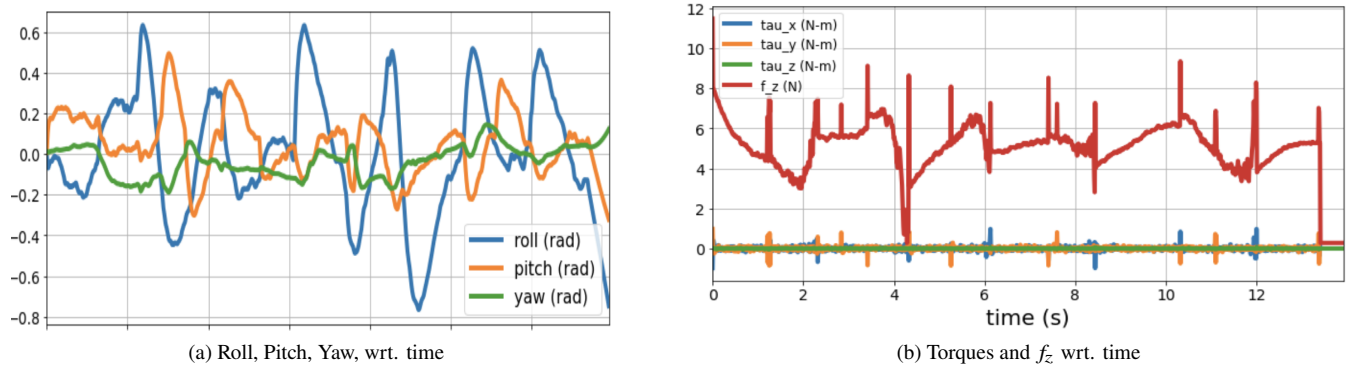 0.6
0.4
0.2
0.0
−0.2
−0.4
−0.6
−0.8
roll (rad)
pitch (rad)
yaw (rad)
(a) Roll, Pitch, Yaw, wrt. time
12
10
8
6
4
2
0
tau_x (N-m)
tau_y (N-m)
tau_z (N-m)
f_z (N)
0 2 4 6 8 10 12
time (s)
(b) Torques and f_z wrt. time